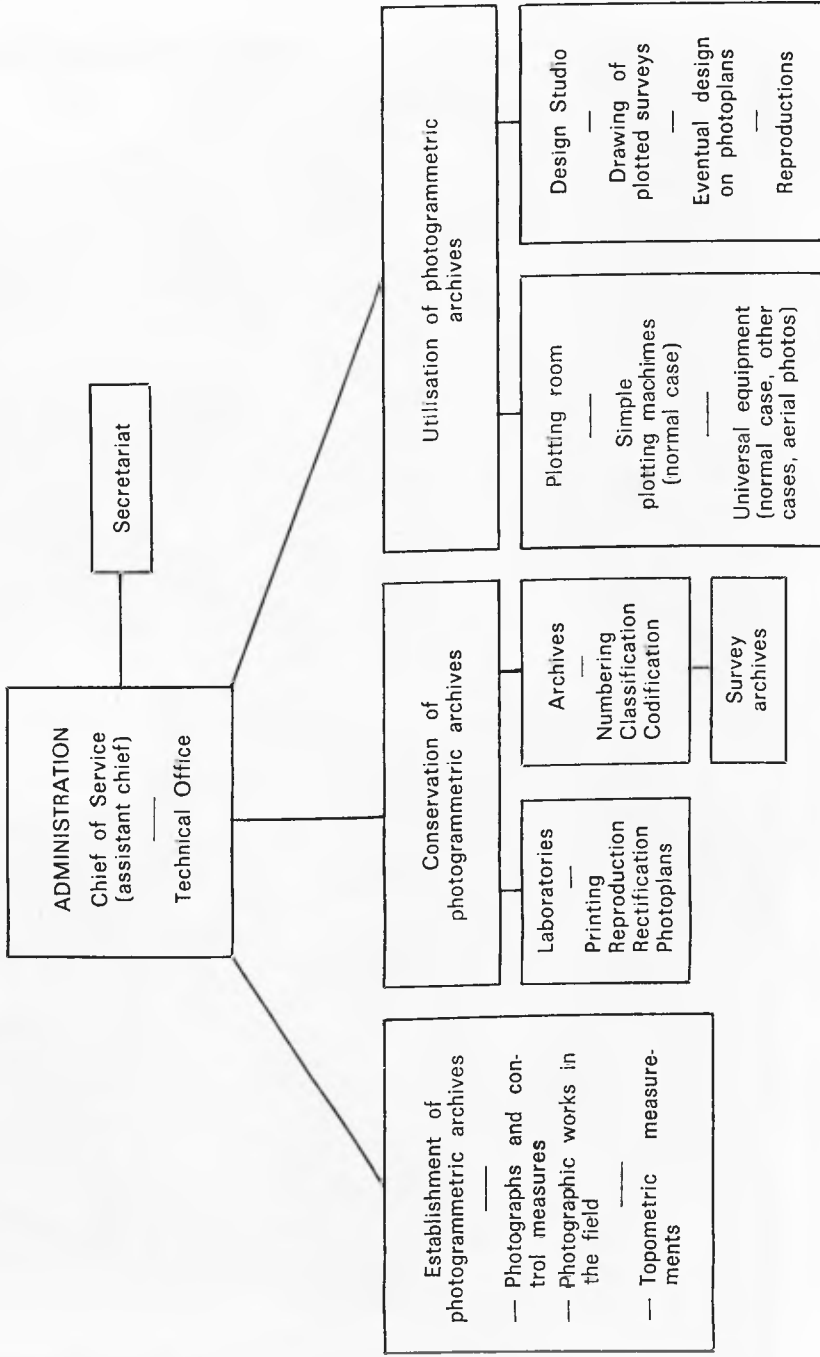 ADMINISTRATION
Chief of Service
(assistant chief)
—
Technical Office
Secretariat
Establishment of
photogrammetric archives
—
— Photographs and con-
trol measures
— Photographic works in
the field
—
— Topometric measure-
ments
Conservation of
photogrammetric archives
Laboratories
—
Printing
Reproduction
Rectification
Photoplans
Archives
—
Numbering
Classification
Codification
Survey
archives
Utilisation of photogrammetric
archives
Plotting room
—
Simple
plotting machimes
(normal case)
—
Universal equipment
(normal case, other
cases, aerial photos)
Design Studio
—
Drawing of
plotted surveys
—
Eventual design
on photoplans
—
Reproductions